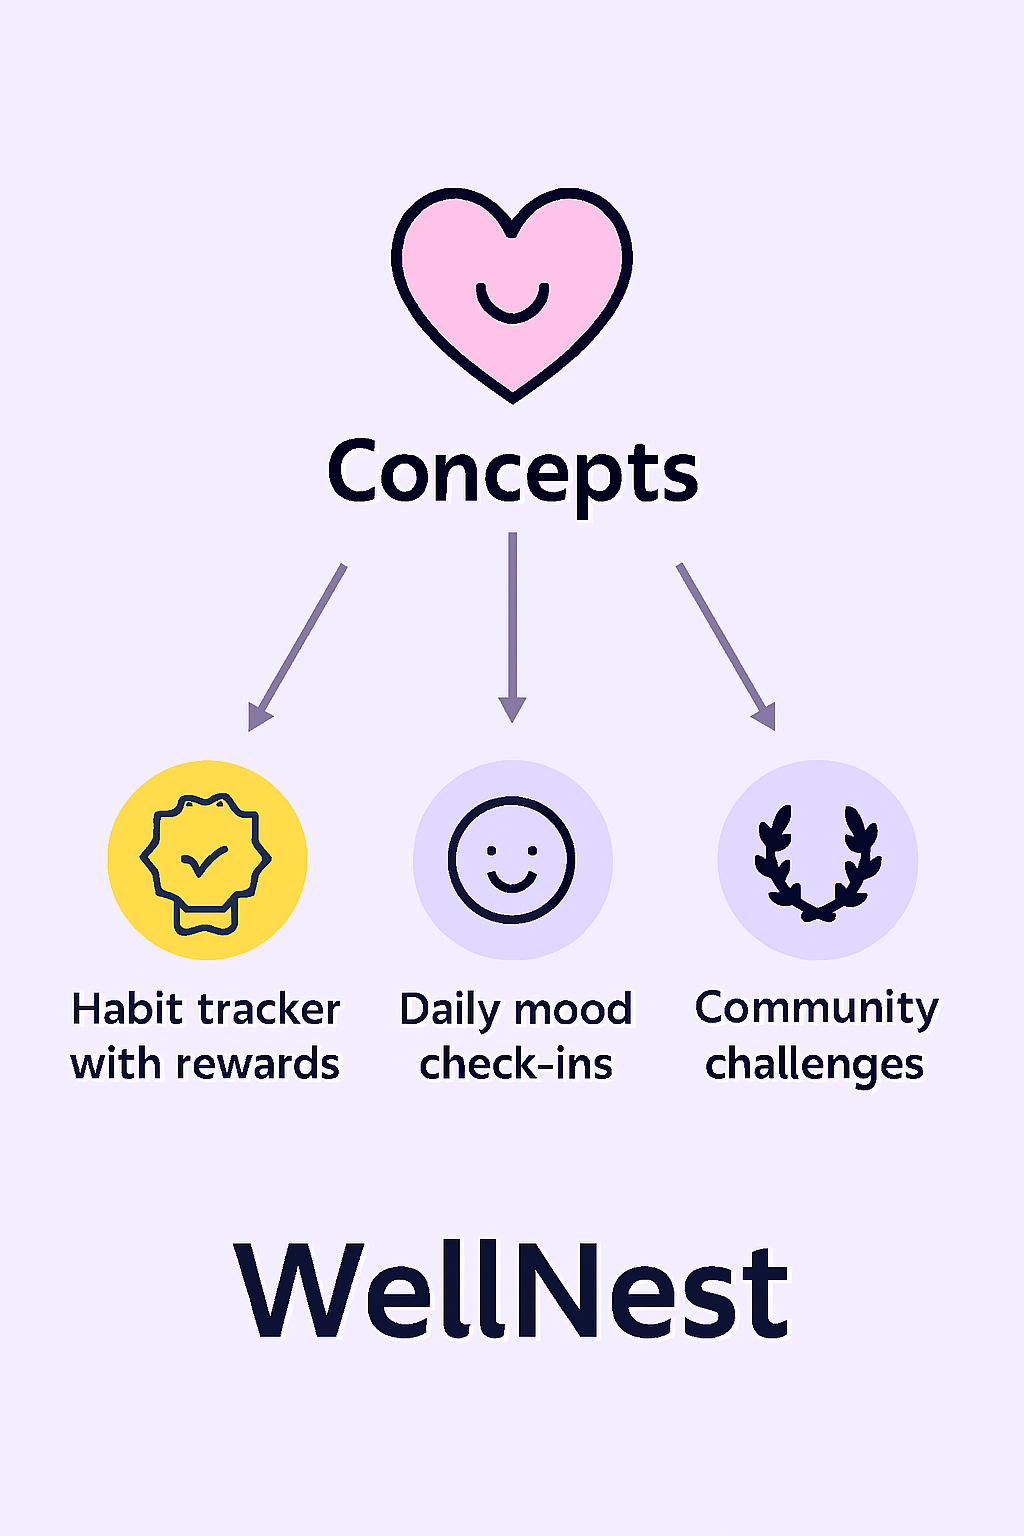 Concepts
Habit tracker
with rewards
Daily mood
check-ins
Community
challenges
WellNest